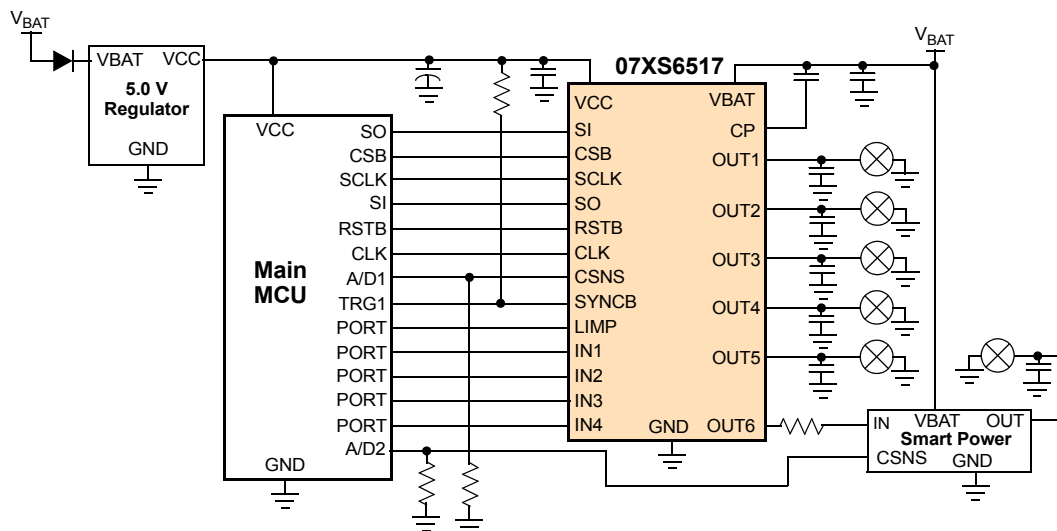 VBAT
VBAT VCC
5.0 V
Regulator
GND
VCC
Main
MCU
GND
SO
CSB
SCLK
SI
RSTB
CLK
A/D1
TRG1
PORT
PORT
PORT
PORT
PORT
A/D2
07XS6517
VCC
SI
CSB
SCLK
SO
RSTB
CLK
CSNS
SYNCB
LIMP
IN1
IN2
IN3
IN4
GND
VBAT
CP
OUT1
OUT2
OUT3
OUT4
OUT5
OUT6
VBAT
IN VBAT OUT
Smart Power
CSNS GND